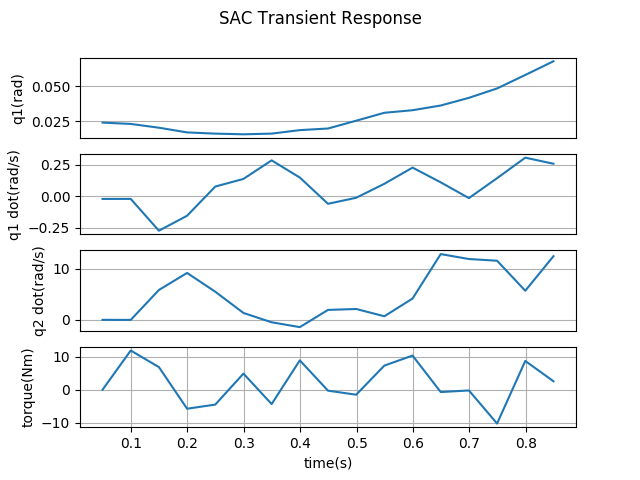 SAC Transient Response
q1(rad)
0.050
0.025
q1 dot(rad/s)
0.25
0.00
−0.25
q2 dot(rad/s)
10
0
torque(Nm)
10
0
−10
0.1 0.2 0.3 0.4 0.5 0.6 0.7 0.8
time(s)